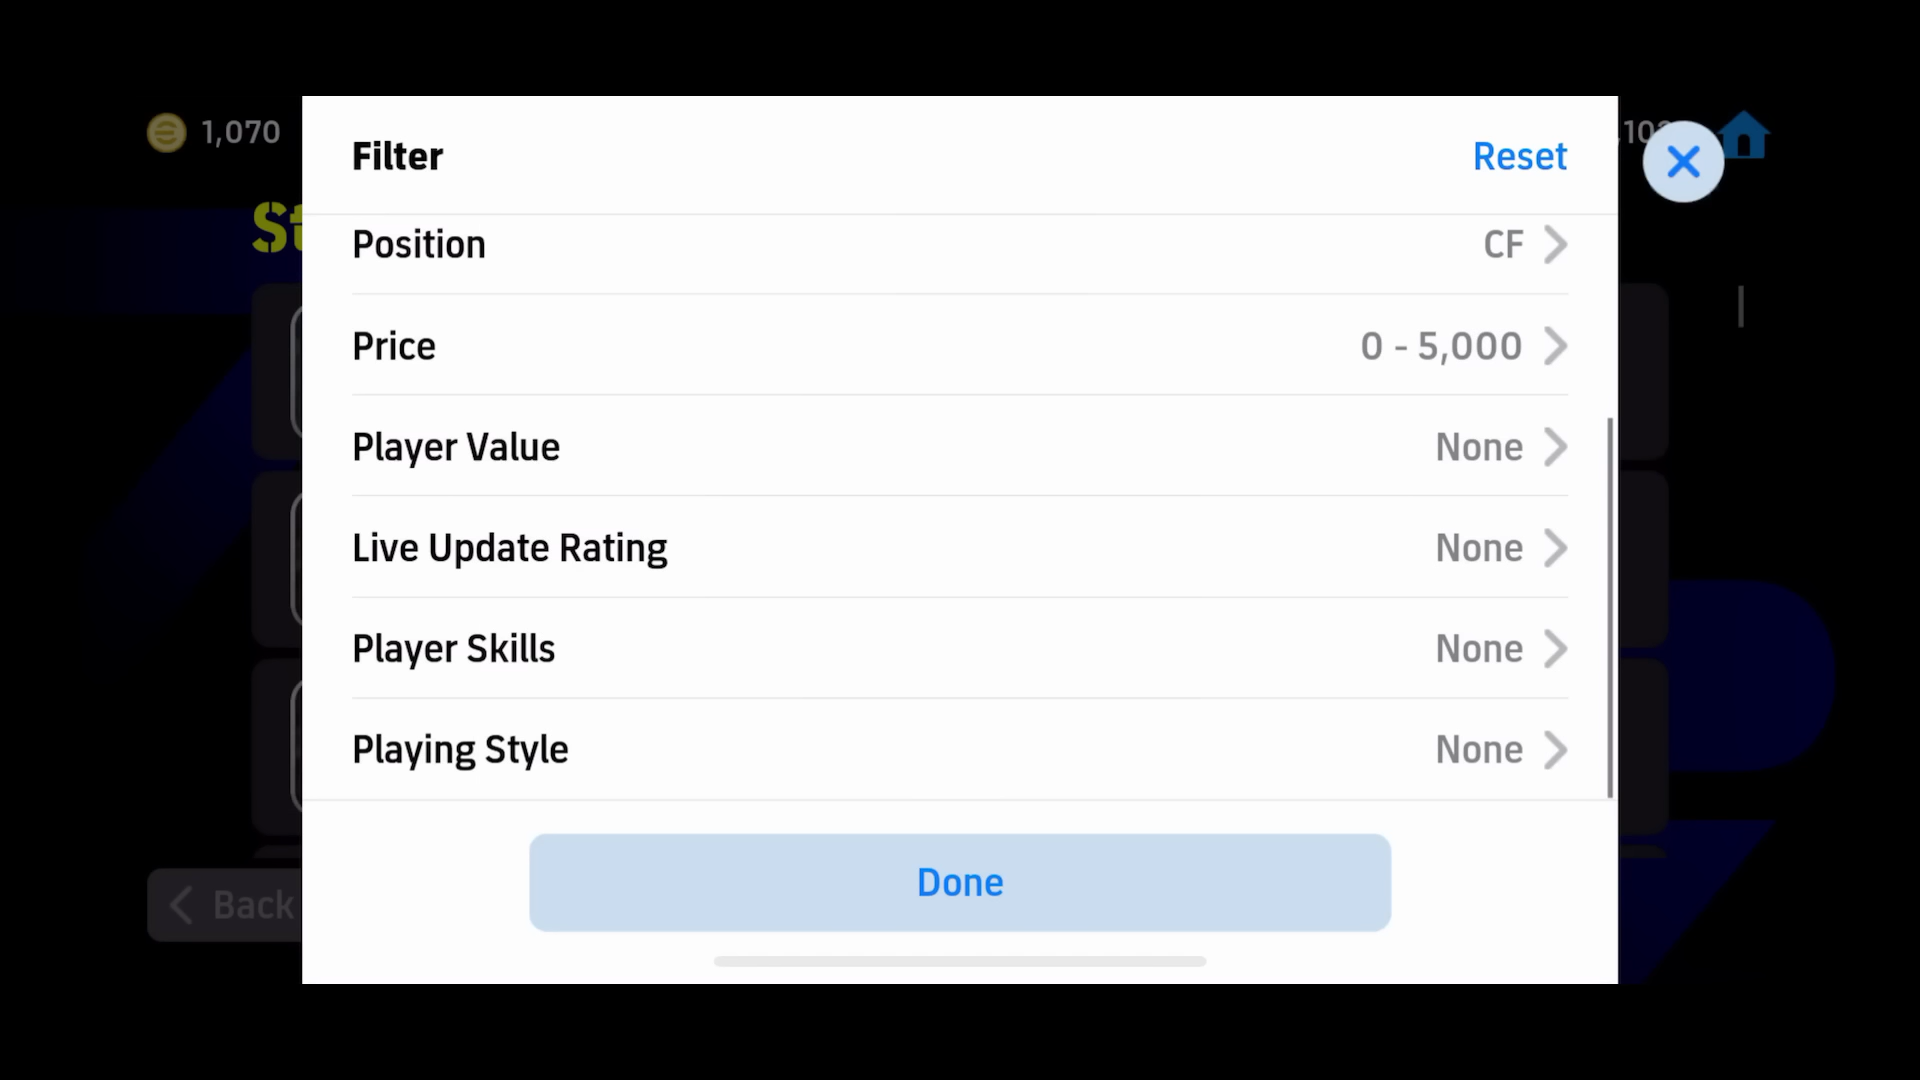 1,070
Filter
Reset
Position
CF
Price
0 - 5,000
Player Value
None
Live Update Rating
None
Player Skills
None
Playing Style
None
Done
Back